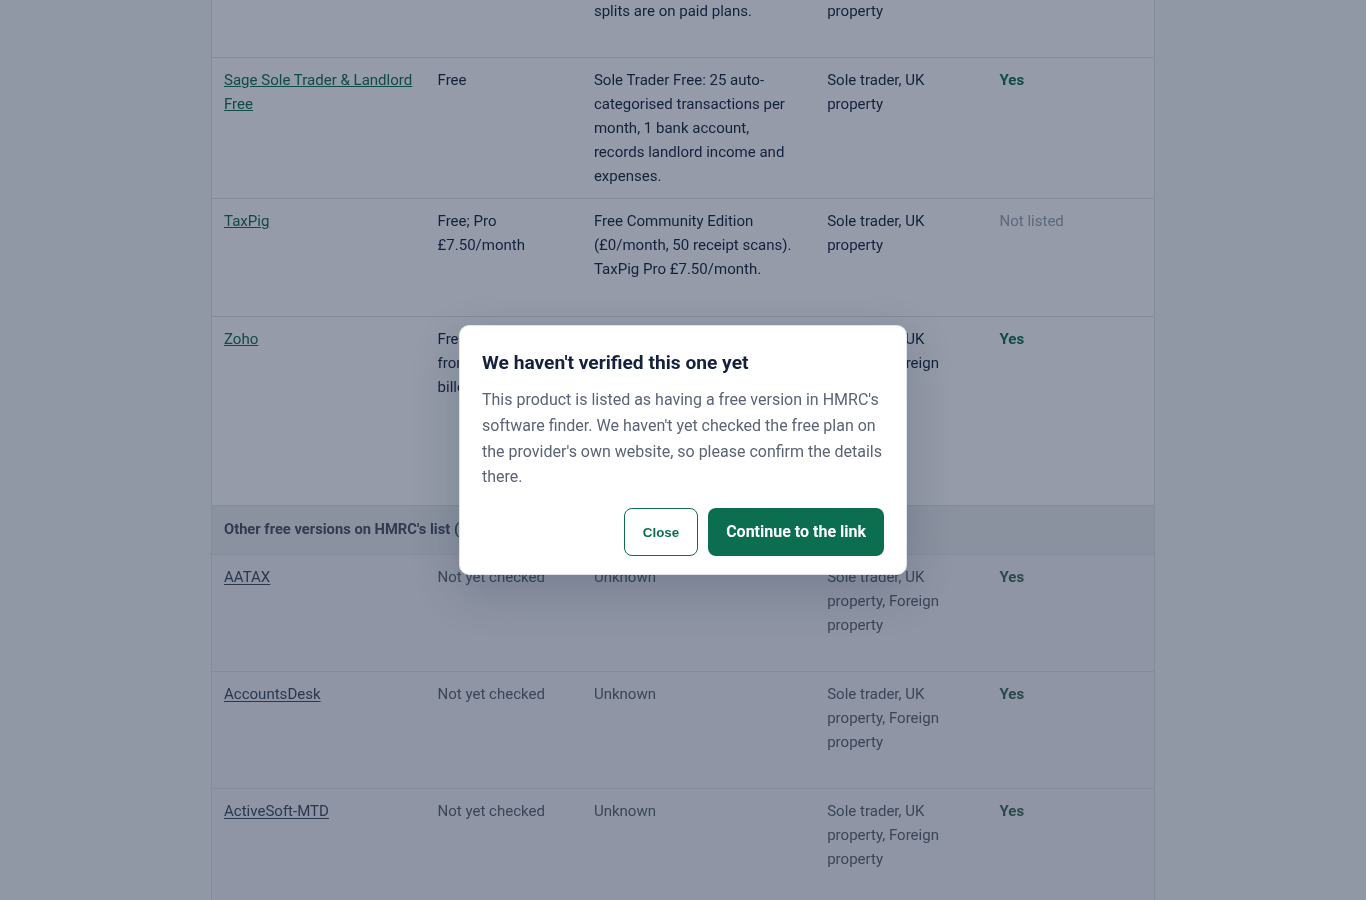 splits are on paid plans.
property
Sage Sole Trader & Landlord
Free
Free
Sole Trader Free: 25 auto-
categorised transactions per
month, 1 bank account,
records landlord income and
expenses.
Sole trader, UK
property
Yes
TaxPig
Free; Pro
£7.50/month
Free Community Edition
(£0/month, 50 receipt scans).
TaxPig Pro £7.50/month.
Sole trader, UK
property
Not listed
Zoho
Yes
We haven't verified this one yet
This product is listed as having a free version in HMRC's
software finder. We haven't yet checked the free plan on
the provider's own website, so please confirm the details
there.
Close
Continue to the link
Other free versions on HMRC's list (
AATAX
Not yet checked
Unknown
Sole trader, UK
property, Foreign
property
Yes
AccountsDesk
Not yet checked
Unknown
Sole trader, UK
property, Foreign
property
Yes
ActiveSoft-MTD
Not yet checked
Unknown
Sole trader, UK
property, Foreign
property
Yes